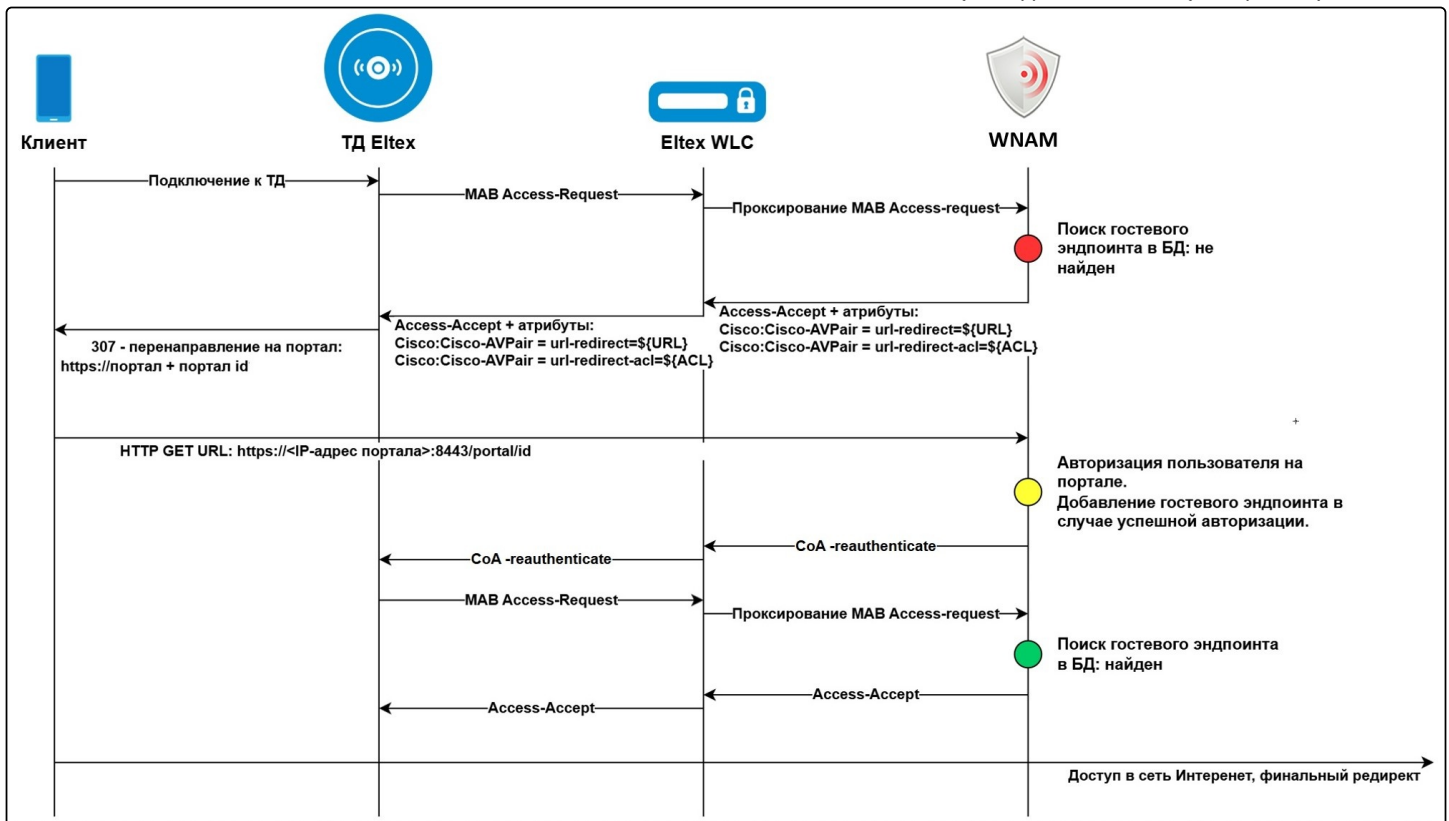 Клиент
ТД Eltex
Eltex WLC
WNAM
Подключение к ТД
MAB Access-Request
Проксирование MAB Access-request
Поиск гостевого
эндпоинта в БД: не
найден
Access-Accept + атрибуты:
Cisco:Cisco-AVPair = url-redirect=${URL}
Cisco:Cisco-AVPair = url-redirect-acl=${ACL}
Access-Accept + атрибуты:
Cisco:Cisco-AVPair = url-redirect=${URL}
Cisco:Cisco-AVPair = url-redirect-acl=${ACL}
307 - перенаправление на портал:
https://портал + портал id
HTTP GET URL: https://<IP-адрес портала>:8443/portal/id
Авторизация пользователя на
портале.
Добавление гостевого эндпоинта в
случае успешной авторизации.
CoA -reauthenticate
CoA -reauthenticate
MAB Access-Request
Проксирование MAB Access-request
Поиск гостевого эндпоинта
в БД: найден
Access-Accept
Access-Accept
Доступ в сеть Интеренет, финальный редирект